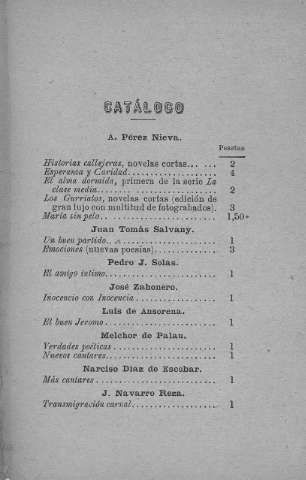 CATÁLOGO
A. Pérez Nieva.
Pesetas
Historias callejeras, novelas cortas...... 2
Esperanza y Caridad.................... 4
El alma dormida, primera de la serie La
clase media......................... 2
Los Gurriatos, novelas cortas (edición de
gran lujo con multitud de fotograbados). 3
María sin pelo.......................... 1,50
Juan Tomás Salvany.
Un buen partido......................... 1
Emociones (nuevas poesías).............. 3
Pedro J. Solas.
El amigo íntimo......................... 1
José Zahonero.
Inocencio con Inocencia................. 1
Luis de Ansorena.
El buen Jeromo.......................... 1
Melchor de Palau.
Verdades poéticas....................... 1
Nuevos cantares......................... 1
Narciso Díaz de Escobar.
Más cantares............................ 1
J. Navarro Reza.
Transmigración carnal................... 1